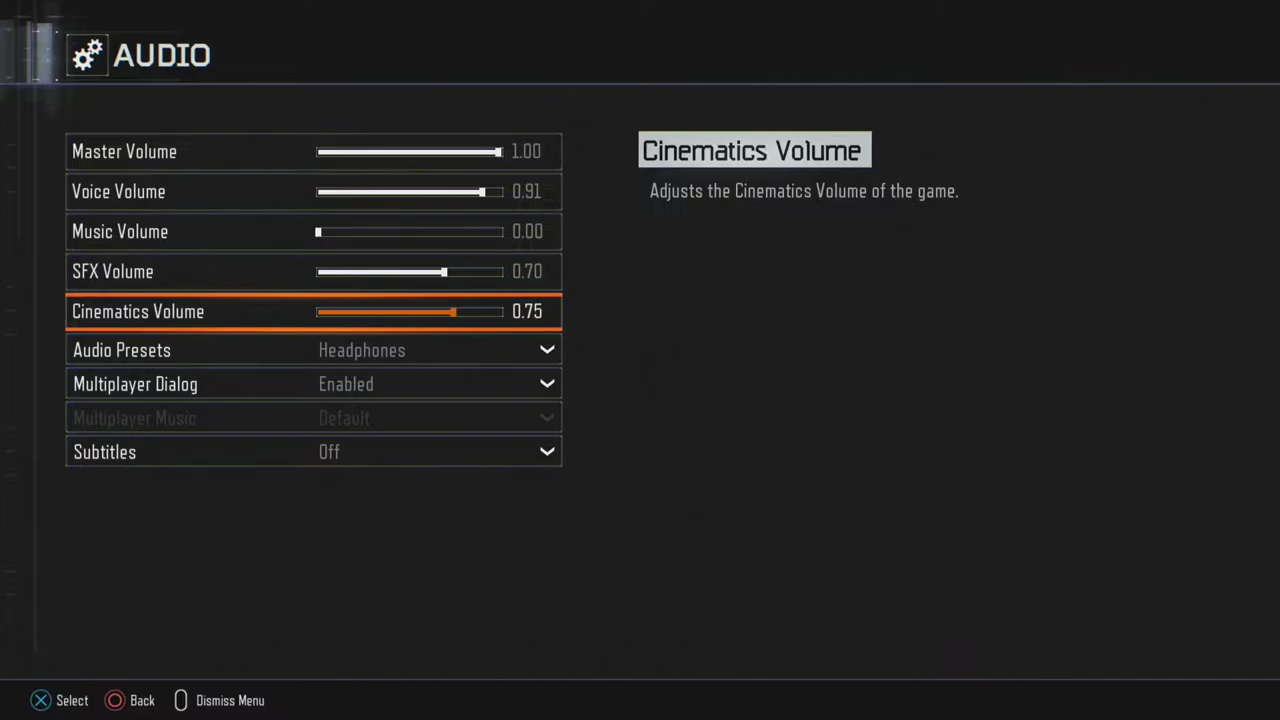 AUDIO
Master Volume 1.00
Voice Volume 0.91
Music Volume 0.00
SFX Volume 0.70
Cinematics Volume 0.75
Audio Presets Headphones
Multiplayer Dialog Enabled
Multiplayer Music Default
Subtitles Off
Cinematics Volume
Adjusts the Cinematics Volume of the game.
Select Back Dismiss Menu